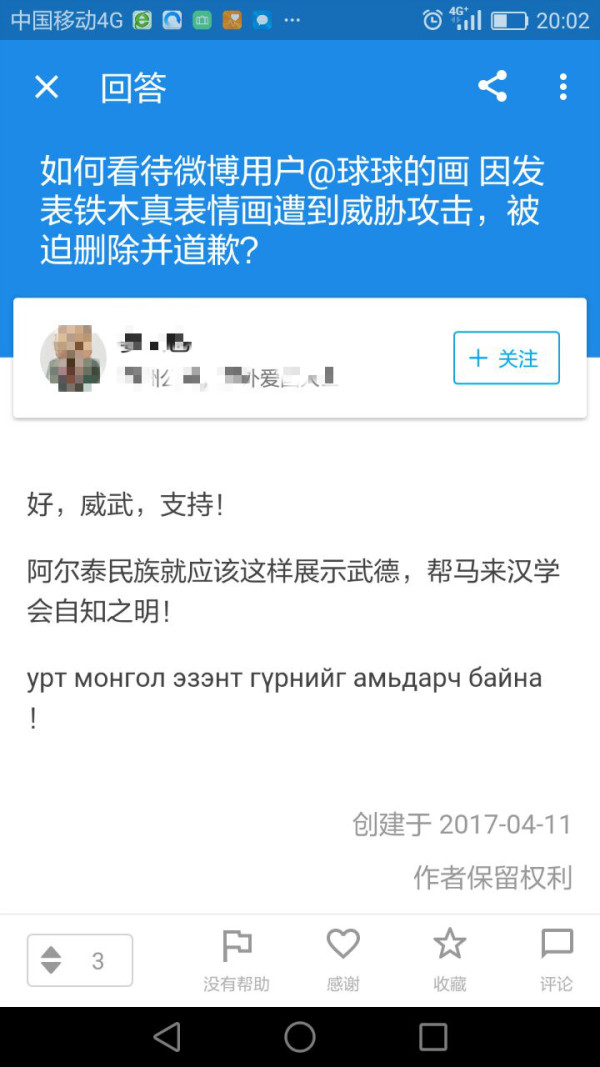 中国移动4G
4G+
20:02
回答
如何看待微博用户@球球的画 因发
表铁木真表情画遭到威胁攻击，被
迫删除并道歉?
+ 关注
好，威武，支持！
阿尔泰民族就应该这样展示武德，帮马来汉学
会自知之明！
урт монгол эзэнт гүрнийг амьдарч байна
！
创建于 2017-04-11
作者保留权利
3
没有帮助
感谢
收藏
评论